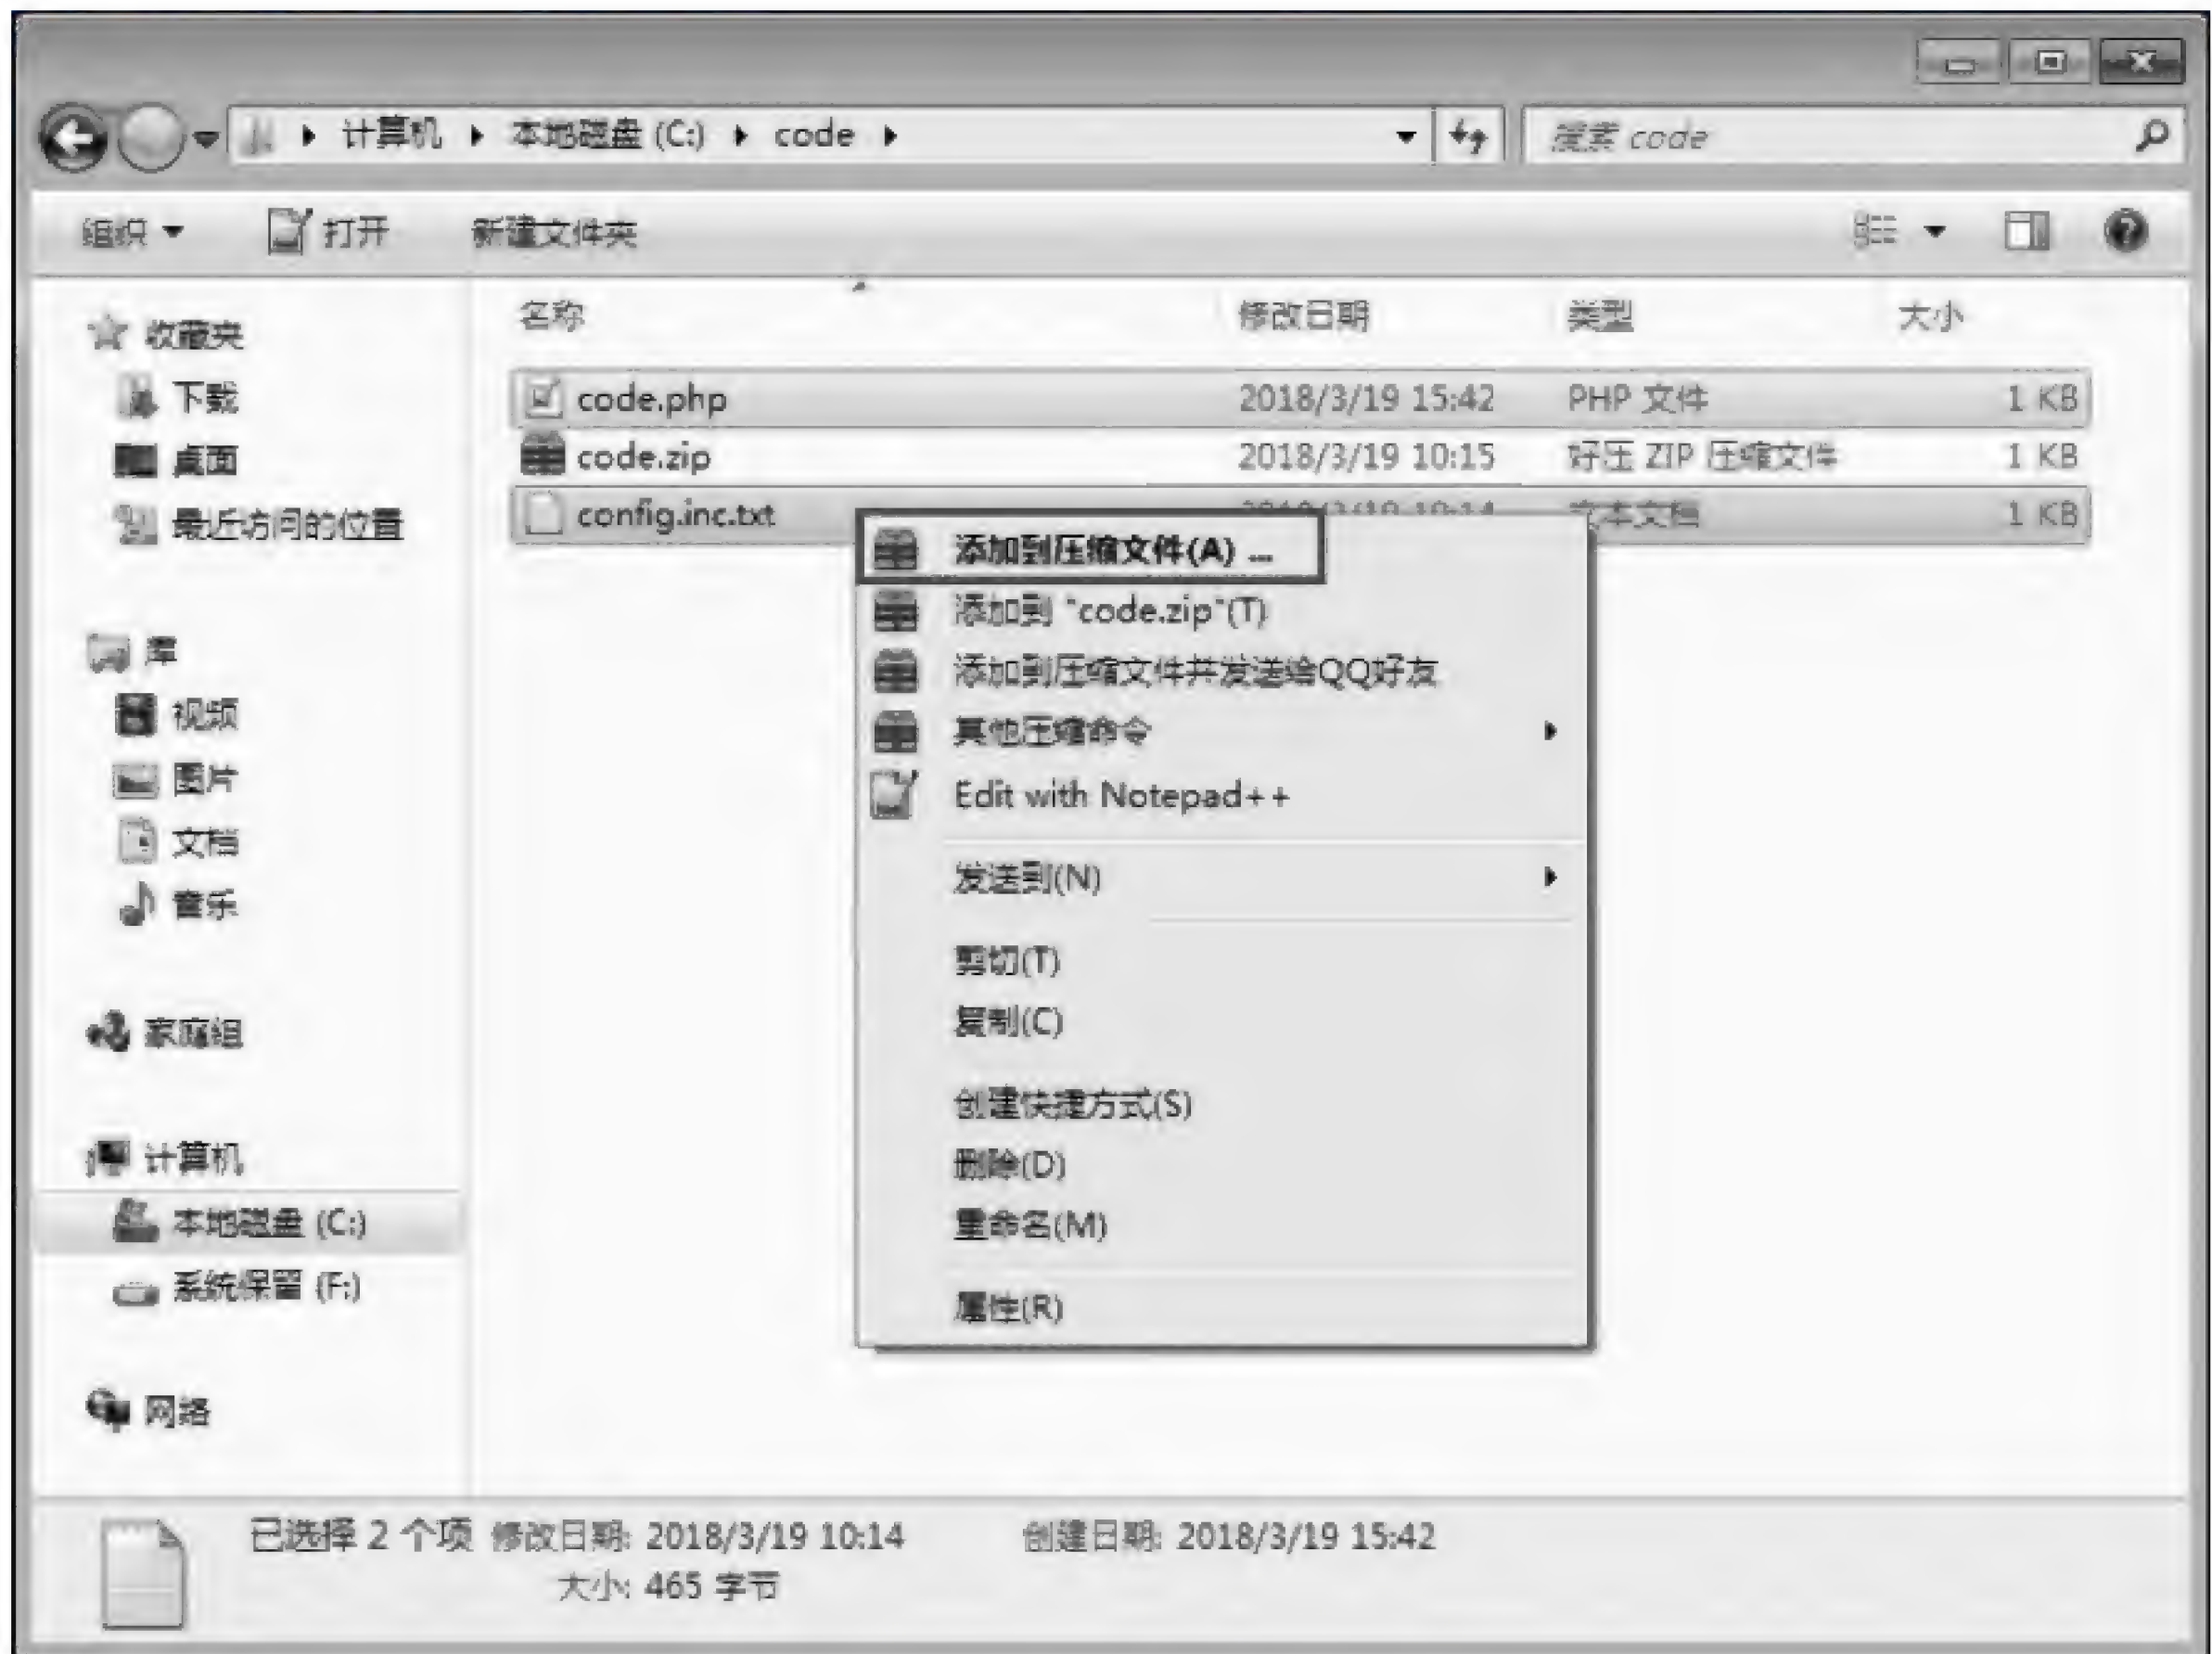 计算机 本地磁盘 (C:) code 搜索 code
组织 打开 新建文件夹
名称 修改日期 类型 大小
code.php 2018/3/19 15:42 PHP 文件 1 KB
code.zip 2018/3/19 10:15 好压 ZIP 压缩文件 1 KB
config.inc.txt 文本文档 1 KB
收藏夹
下载
桌面
最近访问的位置
库
视频
图片
文档
音乐
家庭组
计算机
本地磁盘 (C:)
系统保留 (F:)
网络
添加到压缩文件(A) ...
添加到 "code.zip"(T)
添加到压缩文件并发送给QQ好友
其他压缩命令
Edit with Notepad++
发送到(N)
剪切(T)
复制(C)
创建快捷方式(S)
删除(D)
重命名(M)
属性(R)
已选择 2 个项 修改日期: 2018/3/19 10:14 创建日期: 2018/3/19 15:42
大小: 465 字节